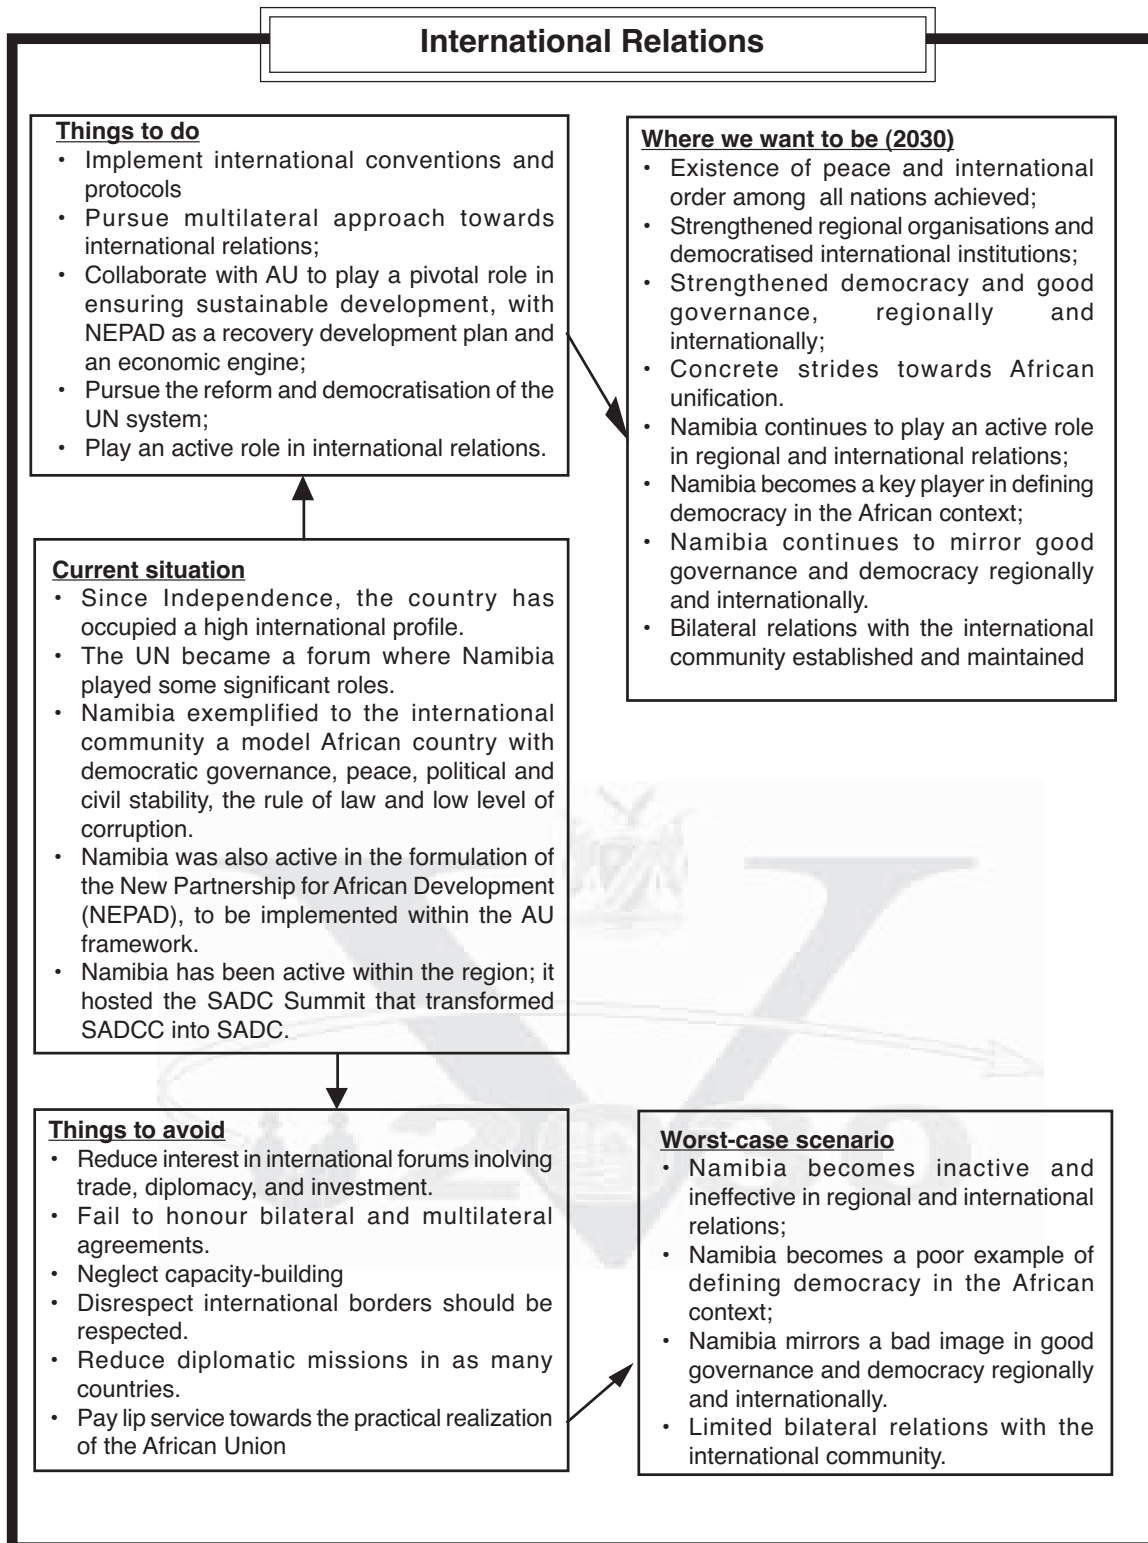 International Relations
Things to do
• Implement international conventions and
protocols
• Pursue multilateral approach towards
international relations;
• Collaborate with AU to play a pivotal role in
ensuring sustainable development, with
NEPAD as a recovery development plan and
an economic engine;
• Pursue the reform and democratisation of the
UN system;
• Play an active role in international relations.
Where we want to be (2030)
• Existence of peace and international
order among all nations achieved;
• Strengthened regional organisations and
democratised international institutions;
• Strengthened democracy and good
governance, regionally and
internationally;
• Concrete strides towards African
unification.
• Namibia continues to play an active role
in regional and international relations;
• Namibia becomes a key player in defining
democracy in the African context;
• Namibia continues to mirror good
governance and democracy regionally
and internationally.
• Bilateral relations with the international
community established and maintained
Current situation
• Since Independence, the country has
occupied a high international profile.
• The UN became a forum where Namibia
played some significant roles.
• Namibia exemplified to the international
community a model African country with
democratic governance, peace, political and
civil stability, the rule of law and low level of
corruption.
• Namibia was also active in the formulation of
the New Partnership for African Development
(NEPAD), to be implemented within the AU
framework.
• Namibia has been active within the region; it
hosted the SADC Summit that transformed
SADCC into SADC.
Things to avoid
• Reduce interest in international forums inolving
trade, diplomacy, and investment.
• Fail to honour bilateral and multilateral
agreements.
• Neglect capacity-building
• Disrespect international borders should be
respected.
• Reduce diplomatic missions in as many
countries.
• Pay lip service towards the practical realization
of the African Union
Worst-case scenario
• Namibia becomes inactive and
ineffective in regional and international
relations;
• Namibia becomes a poor example of
defining democracy in the African
context;
• Namibia mirrors a bad image in good
governance and democracy regionally
and internationally.
• Limited bilateral relations with the
international community.
V
2030